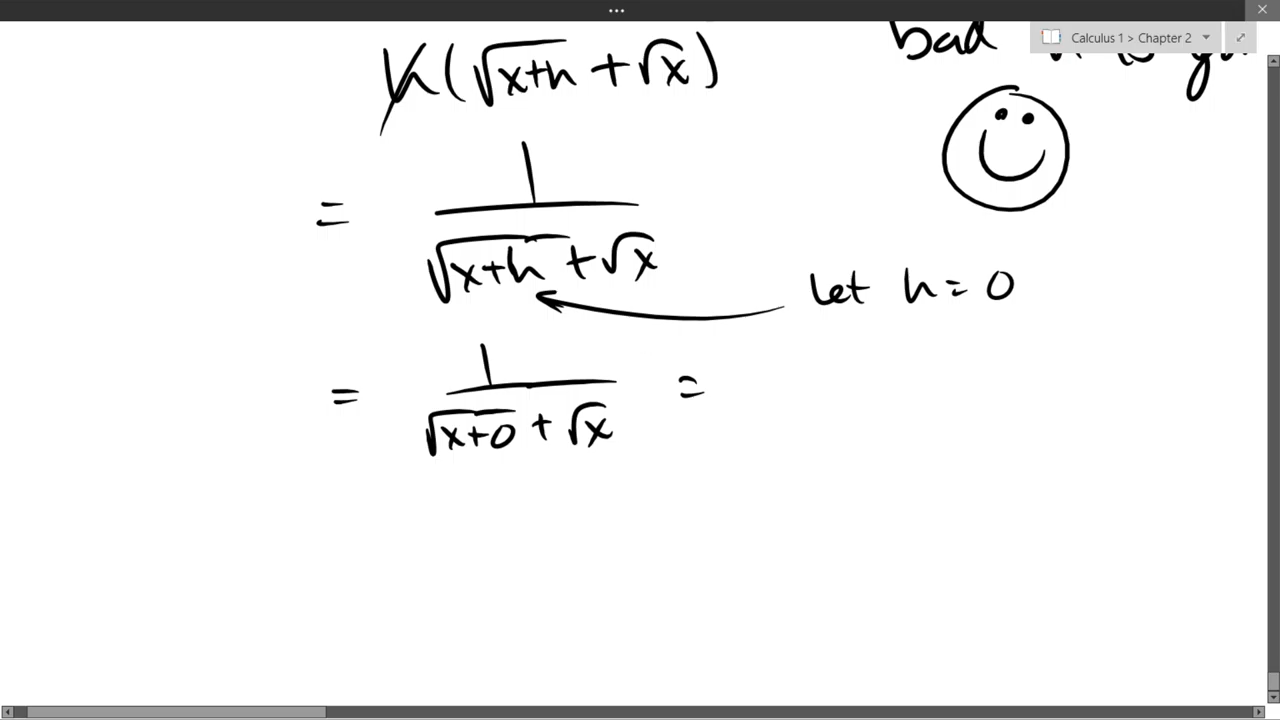 ...
Calculus 1 > Chapter 2
bad
h(√x+h + √x)
= 1
√x+h + √x
let h = 0
= 1 =
√x+0 + √x